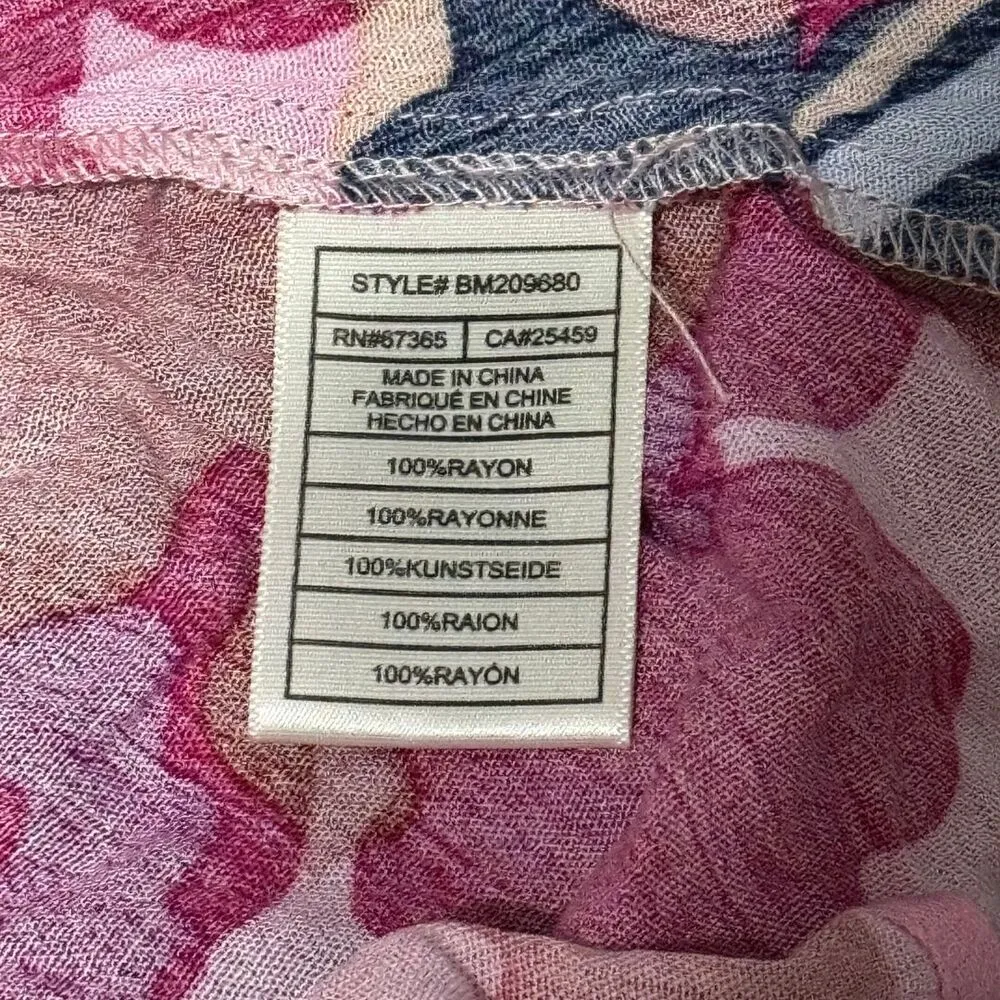 STYLE# BM209680
RN#67365 CA#25459
MADE IN CHINA
FABRIQUÉ EN CHINE
HECHO EN CHINA
100%RAYON
100%RAYONNE
100%KUNSTSEIDE
100%RAION
100%RAYÓN